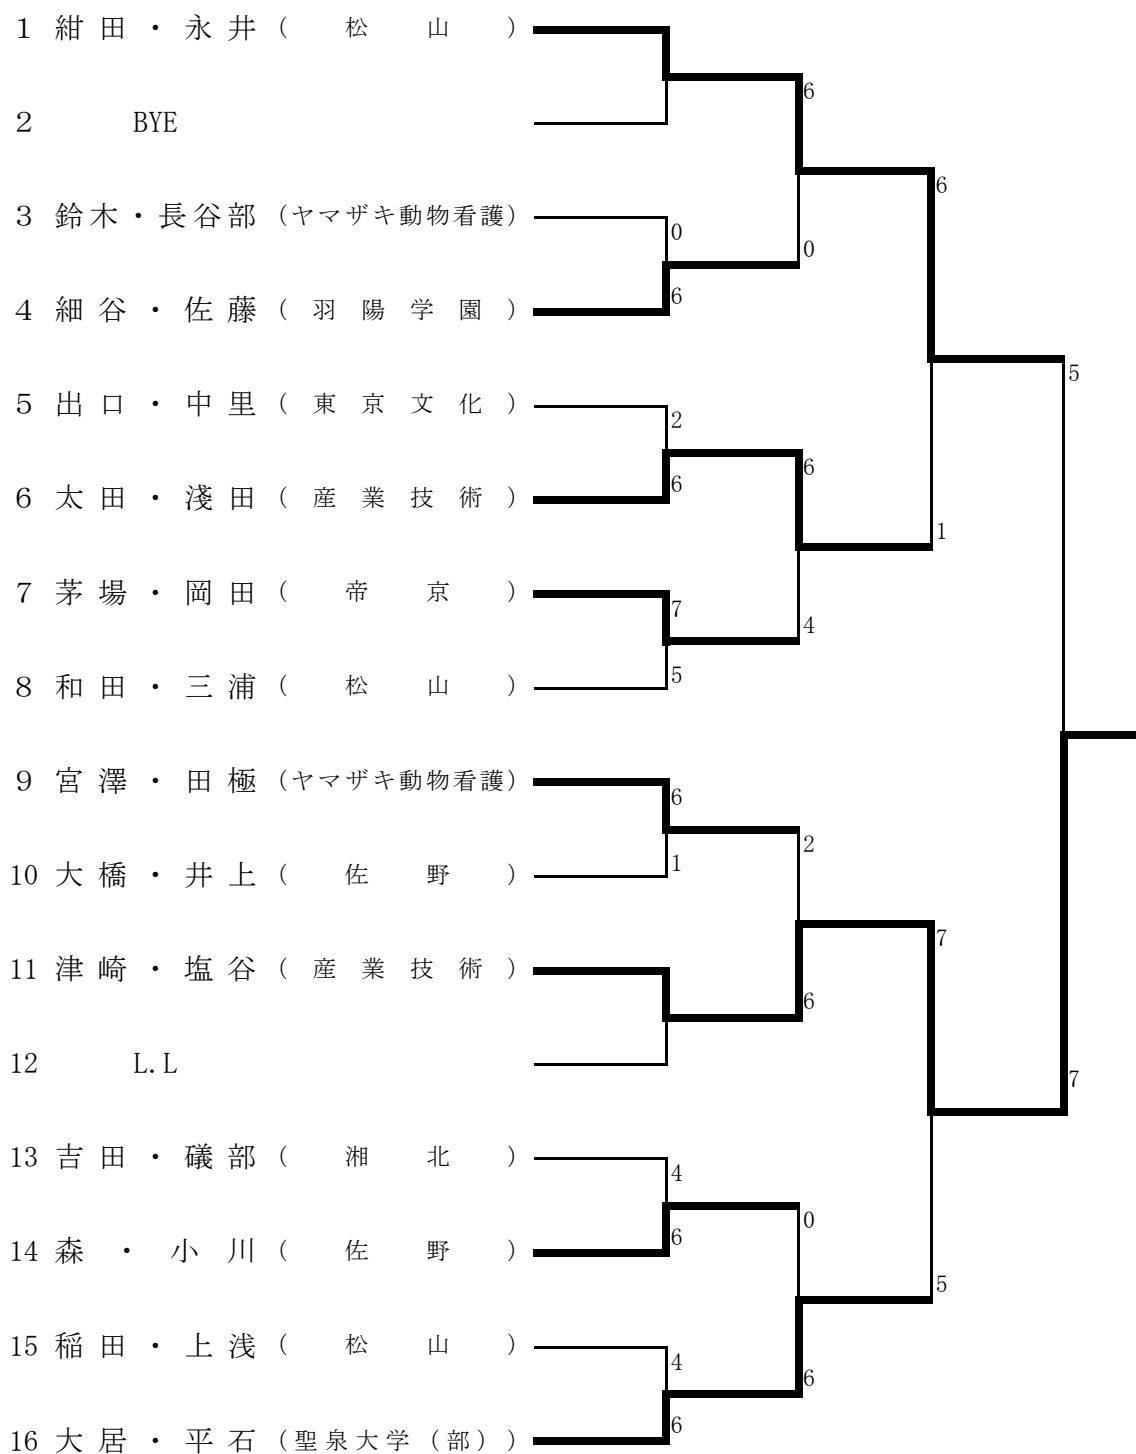 1 紺田・永井 (松山)
6
2 BYE
6
3 鈴木・長谷部 (ヤマザキ動物看護)
0
0
6
4 細谷・佐藤 (羽陽学園)
5
5 出口・中里 (東京文化)
2
6
6
6 太田・淺田 (産業技術)
1
7 茅場・岡田 (帝京)
7
4
5
8 和田・三浦 (松山)
9 宮澤・田極 (ヤマザキ動物看護)
6
2
1
10 大橋・井上 (佐野)
7
11 津崎・塩谷 (産業技術)
6
12 L.L
7
13 吉田・礒部 (湘北)
4
0
6
14 森・小川 (佐野)
5
15 稲田・上浅 (松山)
4
6
6
16 大居・平石 (聖泉大学(部))